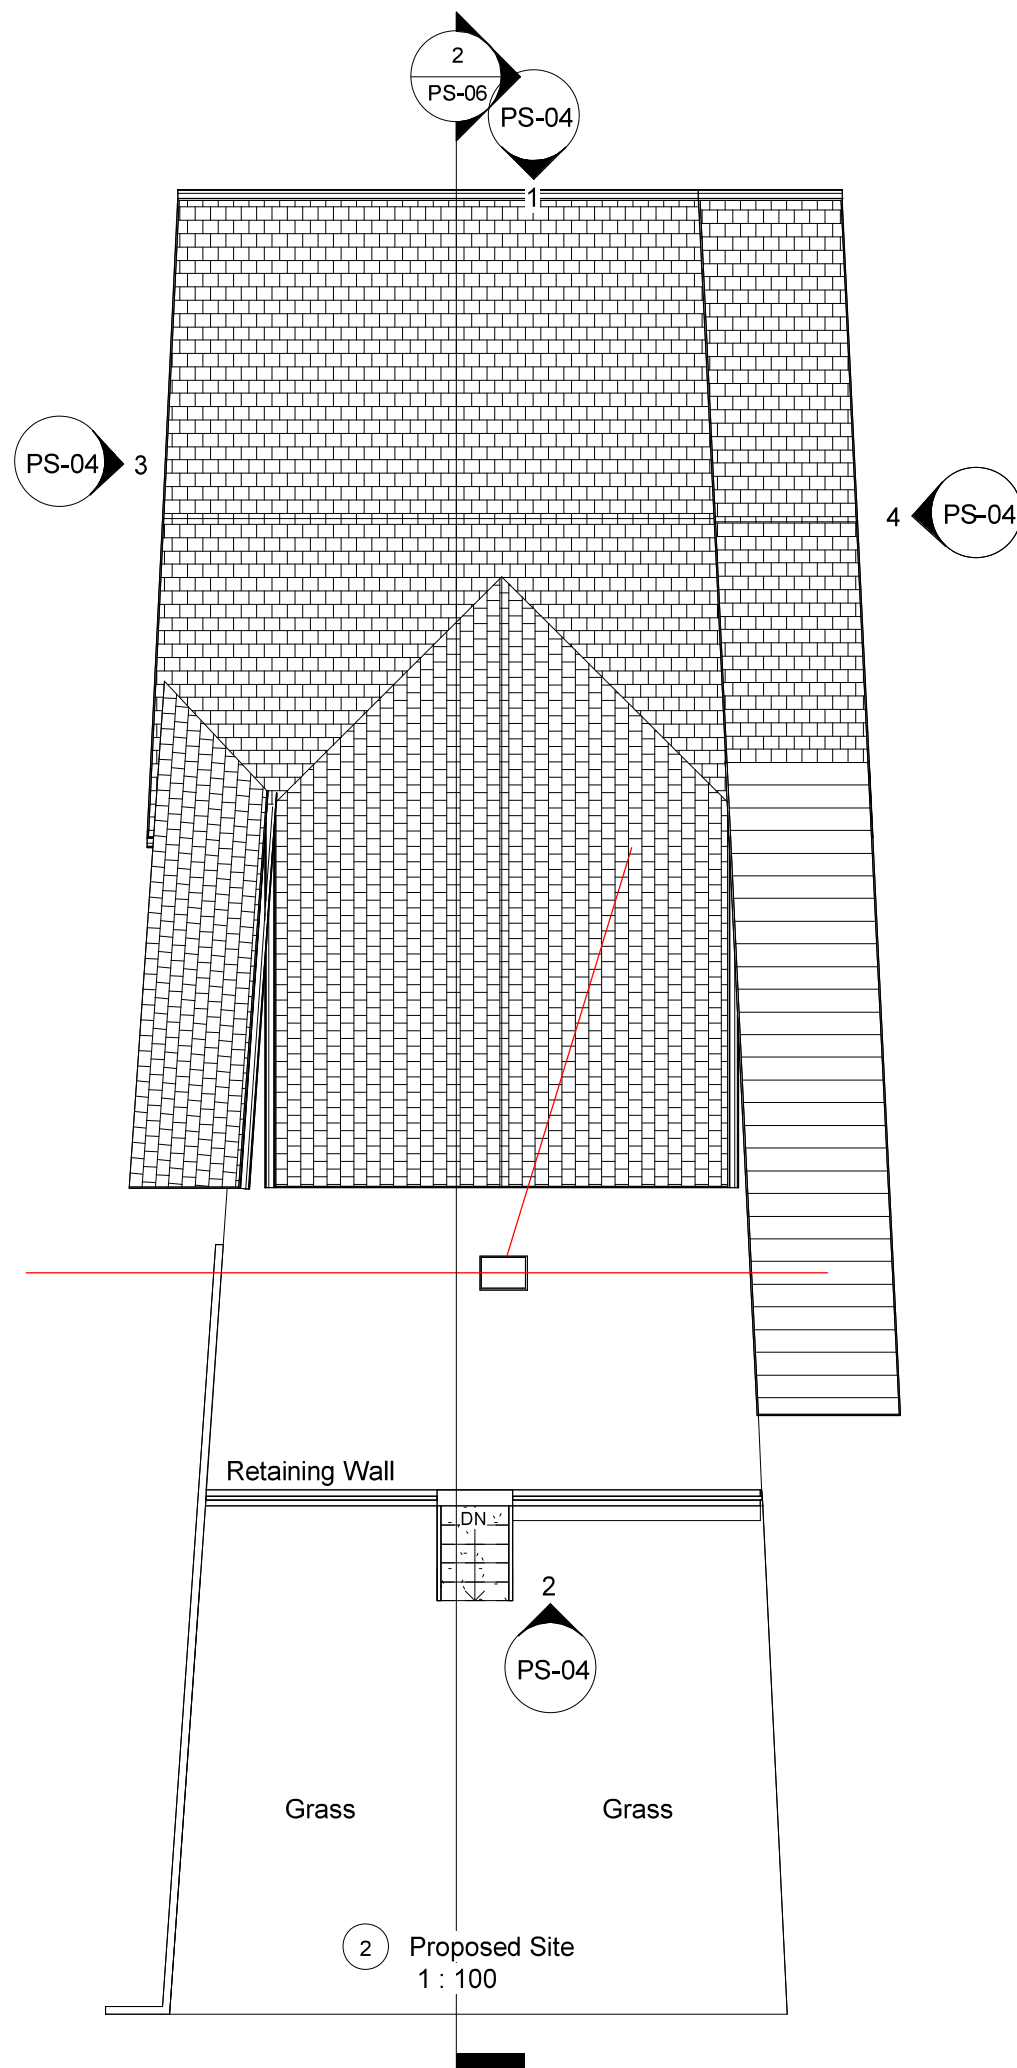 2
PS-06
PS-04
1
PS-04
3
4
PS-04
Retaining Wall
DN
2
PS-04
Grass
Grass
2
Proposed Site
1 : 100